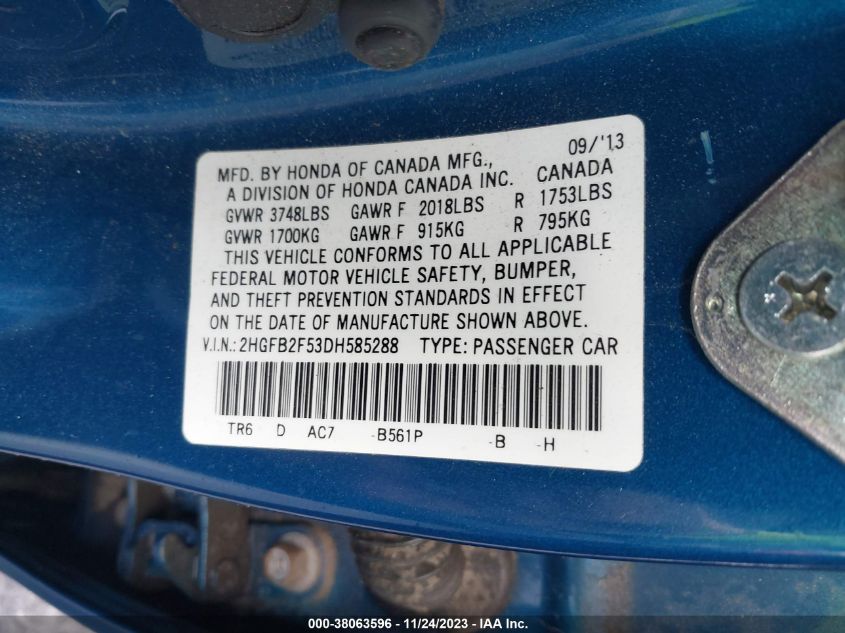 09/'13
MFD. BY HONDA OF CANADA MFG.,
A DIVISION OF HONDA CANADA INC. CANADA
GVWR 3748LBS GAWR F 2018LBS R 1753LBS
GVWR 1700KG GAWR F 915KG R 795KG
THIS VEHICLE CONFORMS TO ALL APPLICABLE
FEDERAL MOTOR VEHICLE SAFETY, BUMPER,
AND THEFT PREVENTION STANDARDS IN EFFECT
ON THE DATE OF MANUFACTURE SHOWN ABOVE.
V.I.N.: 2HGFB2F53DH585288 TYPE: PASSENGER CAR
TR6 D AC7 -B561P -B -H
000-38063596 - 11/24/2023 - IAA Inc.